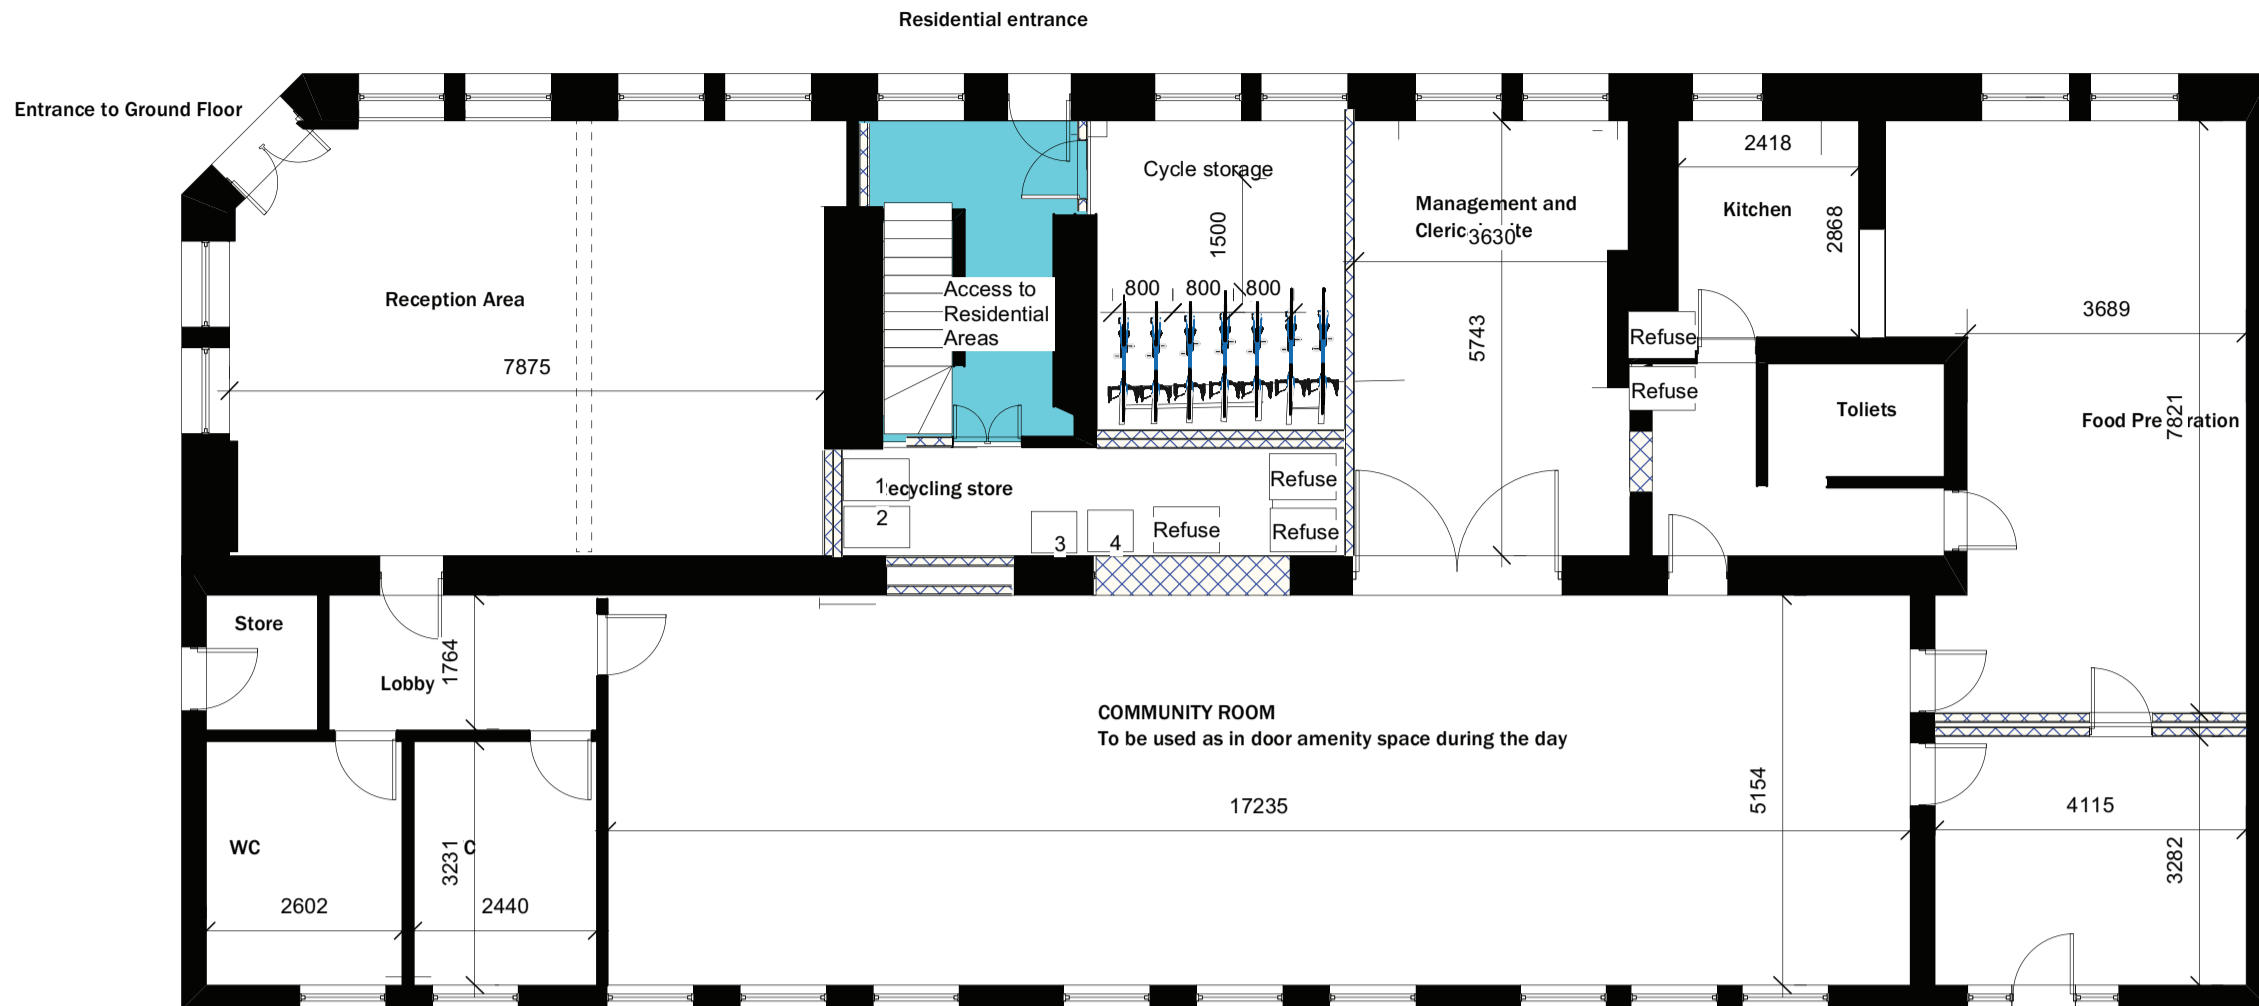 Residential entrance
Entrance to Ground Floor
2418
Cycle storage
Management and
Kitchen
2868
3630
1500
Reception Area
Access to
Residential
Areas
800 800 800
3689
5743
Refuse
7875
Refuse
Toliets
7821
1
2
3
4
Refuse
Refuse
Refuse
store
Store
1764
Lobby
COMMUNITY ROOM
To be used as in door amenity space during the day
5154
17235
4115
WC
3231
C
3282
2602
2440
Food